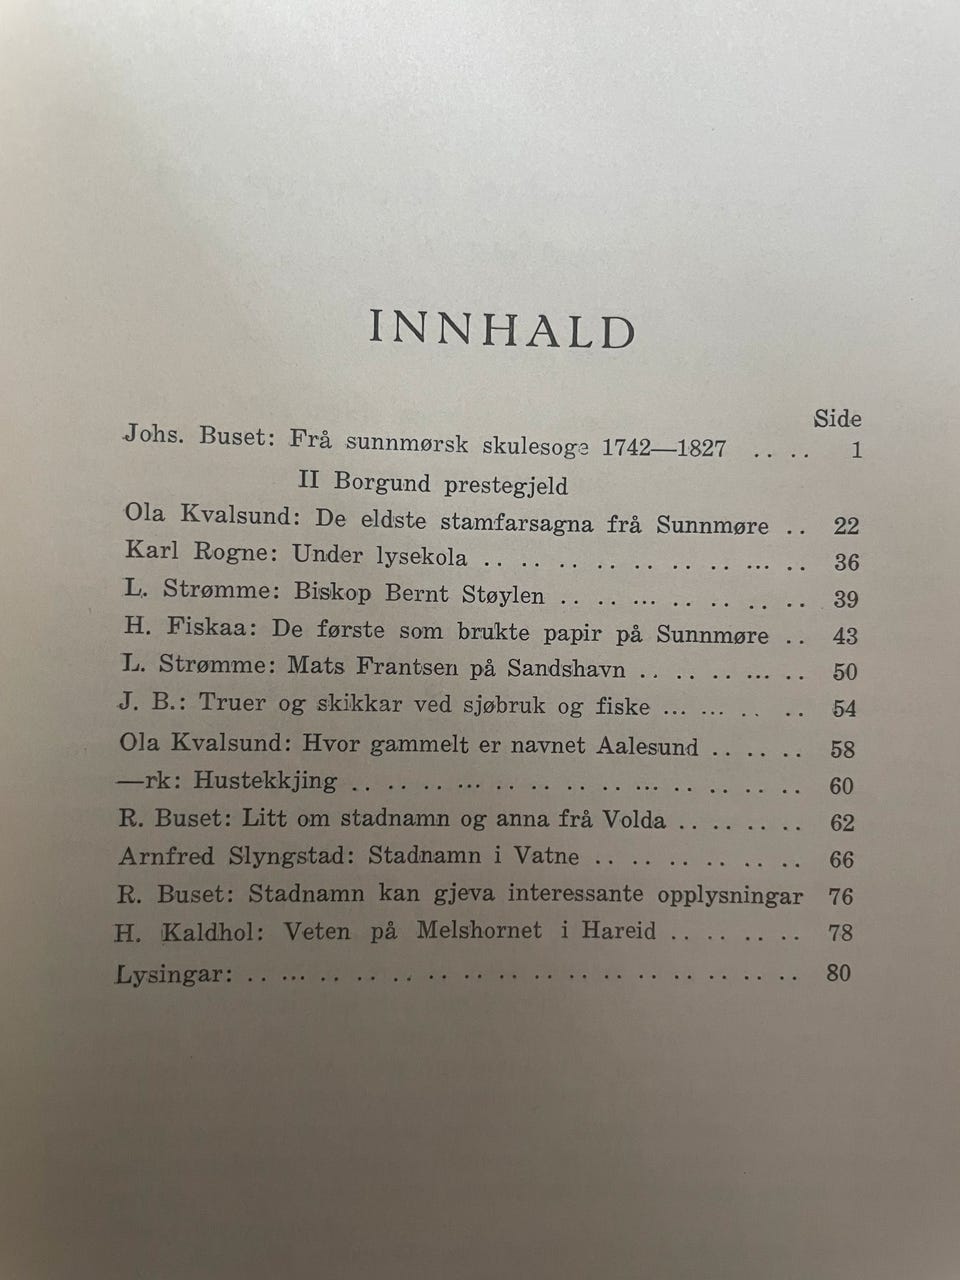 INNHALD
Side
Johs. Buset: Frå sunnmørsk skulesoge 1742—1827 .. .. 1
II Borgund prestegjeld
Ola Kvalsund: De eldste stamfarsagna frå Sunnmøre .. 22
Karl Rogne: Under lysekola .. .. .. .. .. .. .. ... .. 36
L. Strømme: Biskop Bernt Støylen .. .. ... .. .. .. .. 39
H. Fiskaa: De første som brukte papir på Sunnmøre .. 43
L. Strømme: Mats Frantsen på Sandshavn .. .. .. ... .. 50
J. B.: Truer og skikkar ved sjøbruk og fiske ... ... .. .. 54
Ola Kvalsund: Hvor gammelt er navnet Aalesund .. .. .. 58
—rk: Hustekkjing .. .. .. ... .. .. .. .. ... .. .. .. .. 60
R. Buset: Litt om stadnamn og anna frå Volda .. .. .. .. 62
Arnfred Slyngstad: Stadnamn i Vatne .. .. .. .. .. .. 66
R. Buset: Stadnamn kan gjeva interessante opplysningar 76
H. Kaldhol: Veten på Melshornet i Hareid .. .. .. .. 78
Lysingar: .. ... .. .. .. .. .. .. .. .. .. .. .. .. .. 80